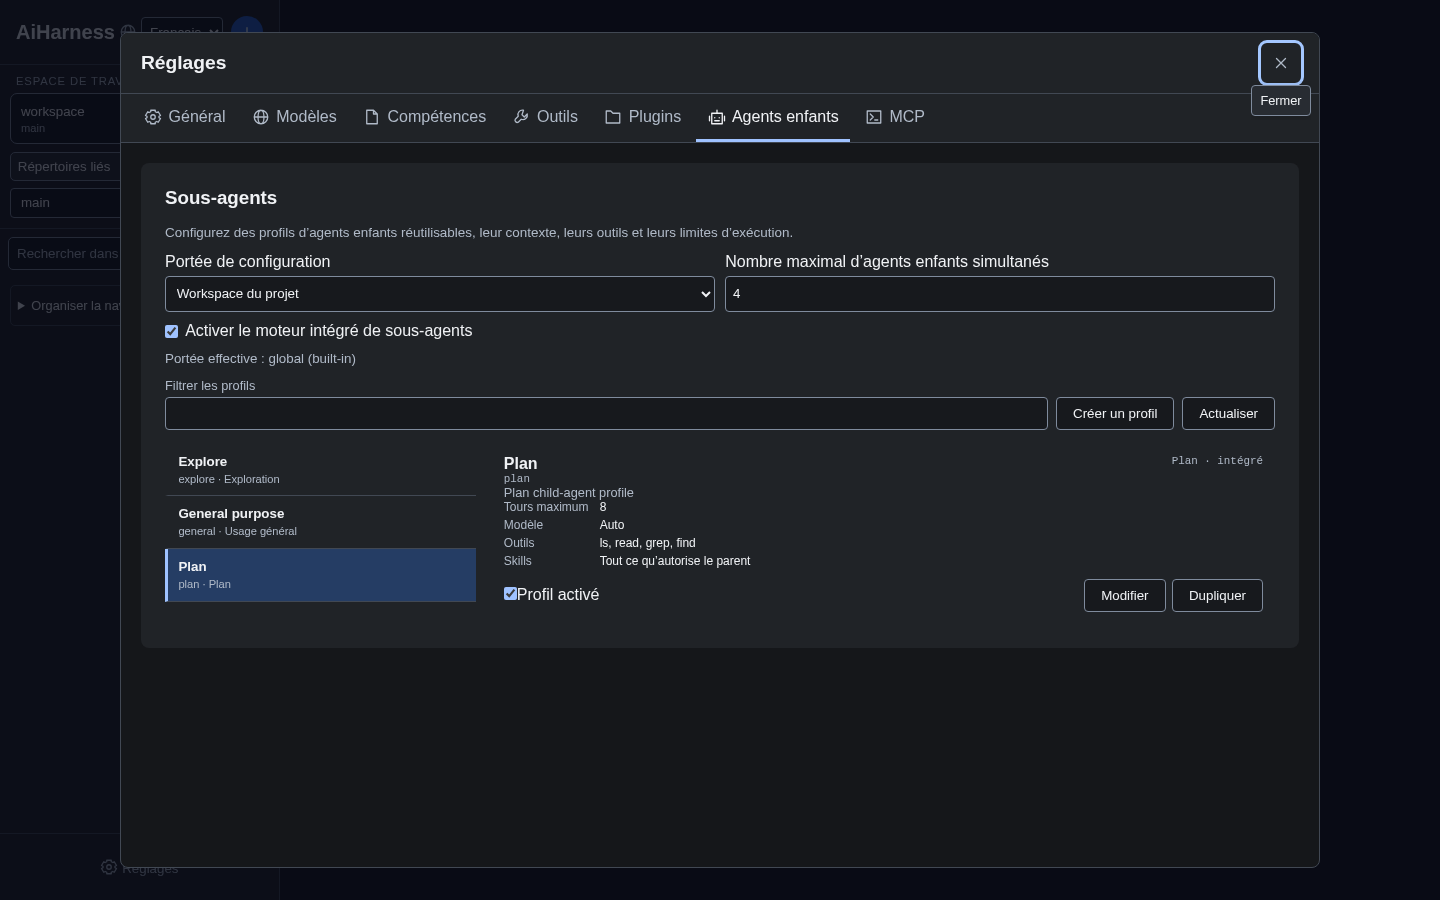 AiHarness
Français
ESPACE DE TRAV
workspace
main
Répertoires liés
main
Rechercher dans
Organiser la nav
Réglages
Réglages
Fermer
Général
Modèles
Compétences
Outils
Plugins
Agents enfants
MCP
Sous-agents
Configurez des profils d’agents enfants réutilisables, leur contexte, leurs outils et leurs limites d’exécution.
Portée de configuration
Nombre maximal d’agents enfants simultanés
Workspace du projet
4
Activer le moteur intégré de sous-agents
Portée effective : global (built-in)
Filtrer les profils
Créer un profil
Actualiser
Explore
explore · Exploration
General purpose
general · Usage général
Plan
plan · Plan
Plan
Plan · intégré
plan
Plan child-agent profile
Tours maximum 8
Modèle Auto
Outils ls, read, grep, find
Skills Tout ce qu’autorise le parent
Profil activé
Modifier
Dupliquer